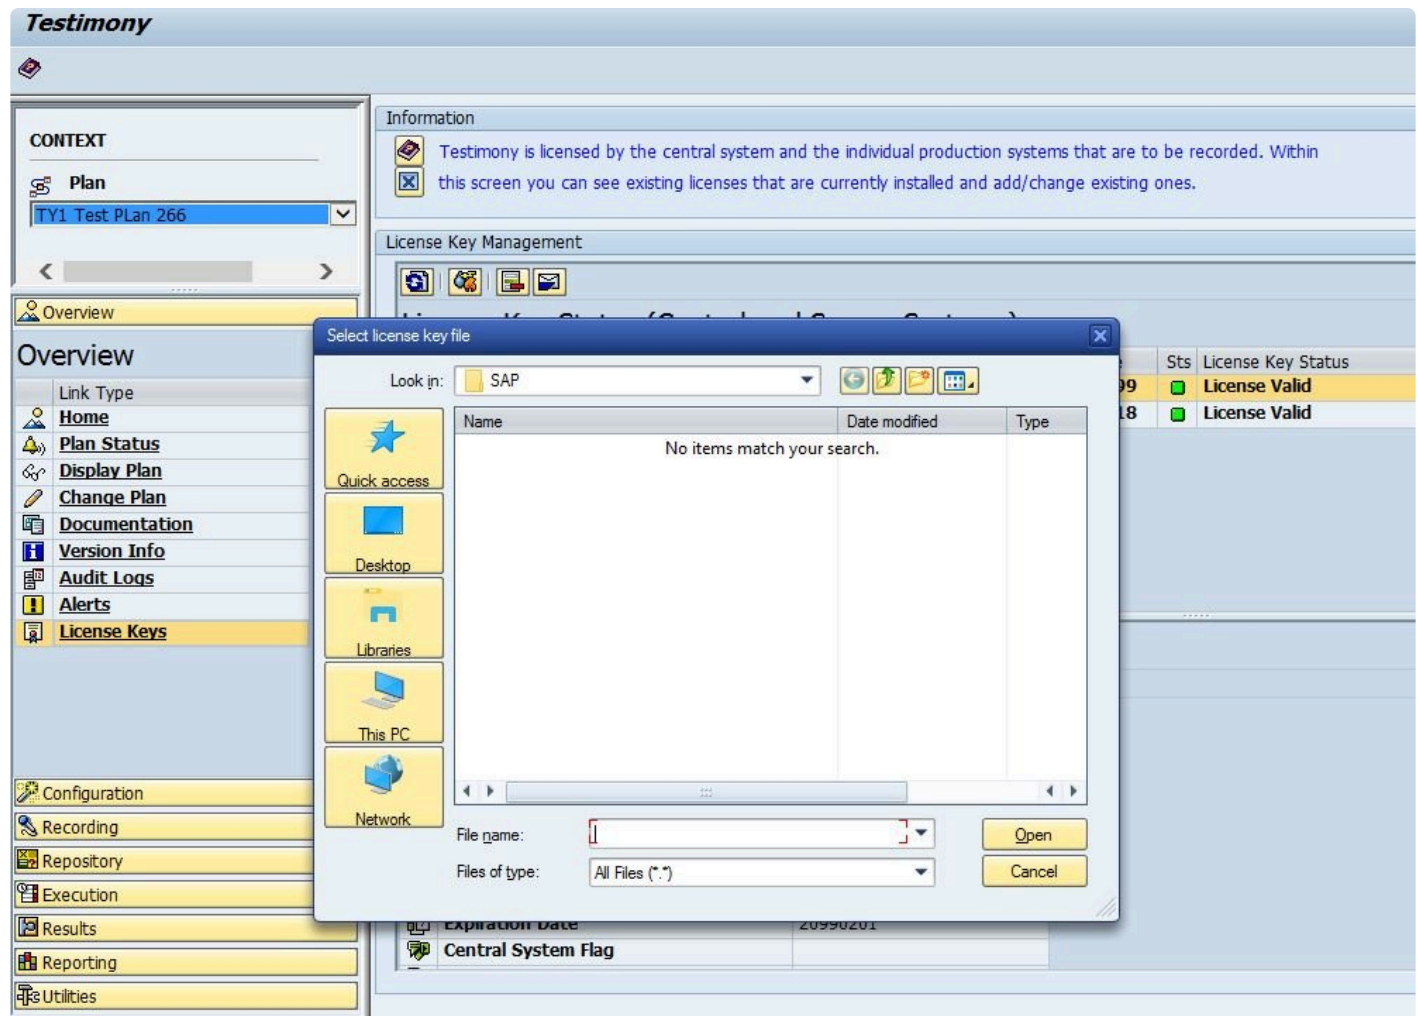 Testimony
CONTEXT
Plan
TY1 Test PLan 266
Overview
Overview
Link Type
Home
Plan Status
Display Plan
Change Plan
Documentation
Version Info
Audit Logs
Alerts
License Keys
Configuration
Recording
Repository
Execution
Results
Reporting
Utilities
Information
Testimony is licensed by the central system and the individual production systems that are to be recorded. Within
this screen you can see existing licenses that are currently installed and add/change existing ones.
License Key Management
Sts License Key Status
99 License Valid
18 License Valid
Select license key file
Look in: SAP
Name Date modified Type
No items match your search.
Quick access
Desktop
Libraries
This PC
Network
File name: Open
Files of type: All Files (*.*) Cancel
Expiration Date 20990201
Central System Flag